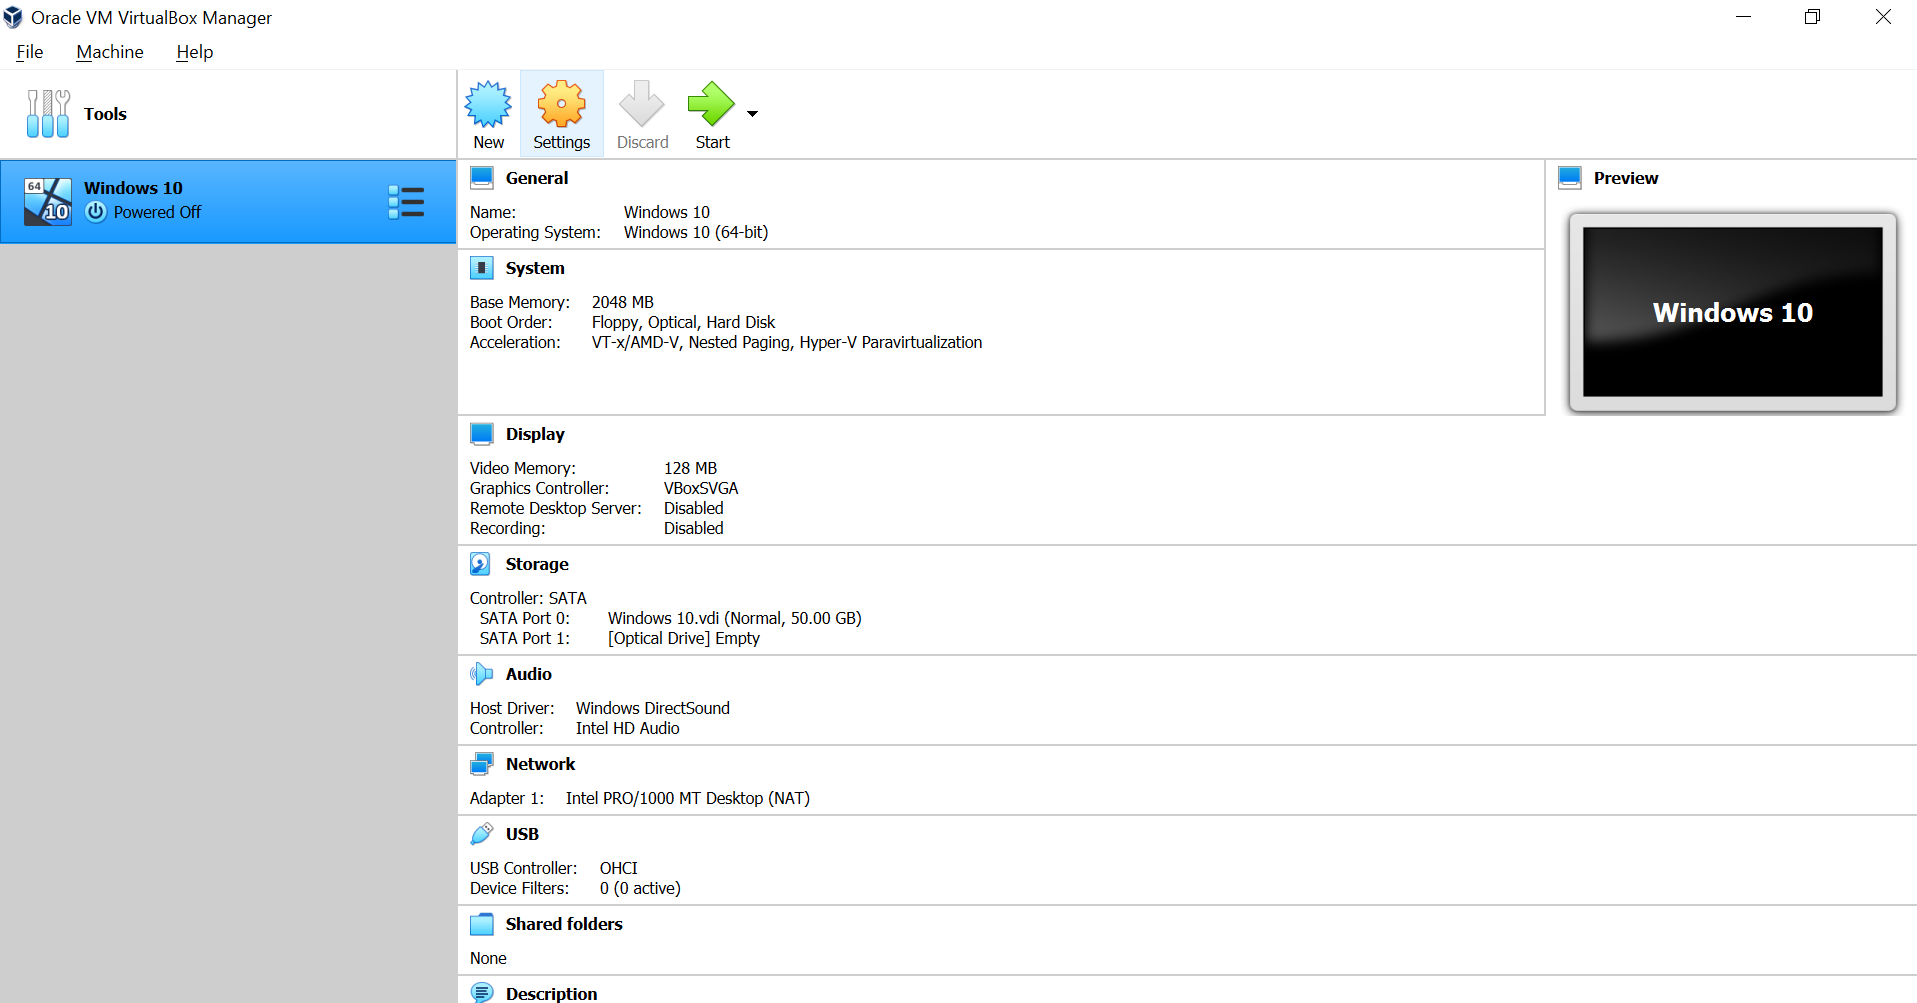 Oracle VM VirtualBox Manager
File Machine Help
Tools
New Settings Discard Start
64
10
Windows 10
Powered Off
General
Name: Windows 10
Operating System: Windows 10 (64-bit)
System
Base Memory: 2048 MB
Boot Order: Floppy, Optical, Hard Disk
Acceleration: VT-x/AMD-V, Nested Paging, Hyper-V Paravirtualization
Preview
Windows 10
Display
Video Memory: 128 MB
Graphics Controller: VBoxSVGA
Remote Desktop Server: Disabled
Recording: Disabled
Storage
Controller: SATA
SATA Port 0: Windows 10.vdi (Normal, 50.00 GB)
SATA Port 1: [Optical Drive] Empty
Audio
Host Driver: Windows DirectSound
Controller: Intel HD Audio
Network
Adapter 1: Intel PRO/1000 MT Desktop (NAT)
USB
USB Controller: OHCI
Device Filters: 0 (0 active)
Shared folders
None
Description